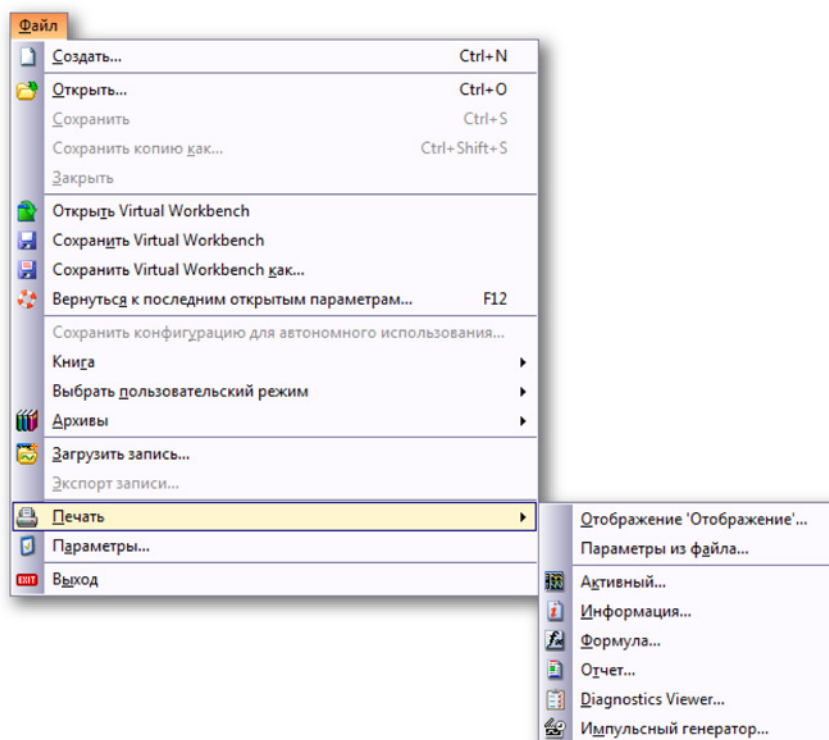 Файл
Создать... Ctrl+N
Открыть... Ctrl+O
Сохранить Ctrl+S
Сохранить копию как... Ctrl+Shift+S
Закрыть
Открыть Virtual Workbench
Сохранить Virtual Workbench
Сохранить Virtual Workbench как...
Вернуться к последним открытым параметрам... F12
Сохранить конфигурацию для автономного использования...
Книга
Выбрать пользовательский режим
Архивы
Загрузить запись...
Экспорт записи...
Печать
Отображение 'Отображение'...
Параметры...
Параметры из файла...
EXIT Выход
Активный...
Информация...
Формула...
Отчет...
Diagnostics Viewer...
Импульсный генератор...